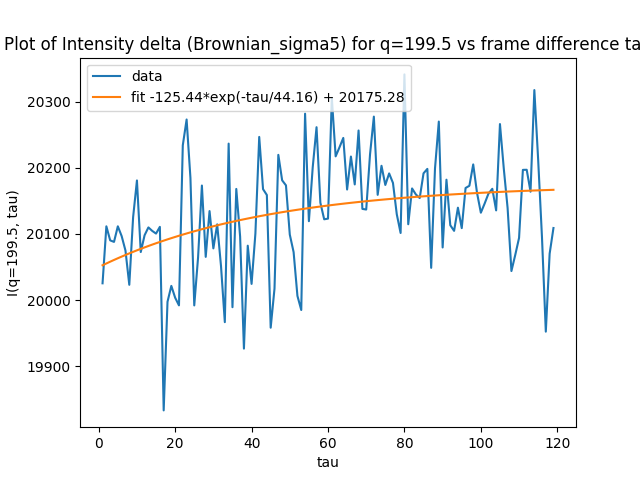 Plot of Intensity delta (Brownian_sigma5) for q=199.5 vs frame difference ta
data
fit -125.44*exp(-tau/44.16) + 20175.28
I(q=199.5, tau)
20300
20200
20100
20000
19900
0 20 40 60 80 100 120
tau